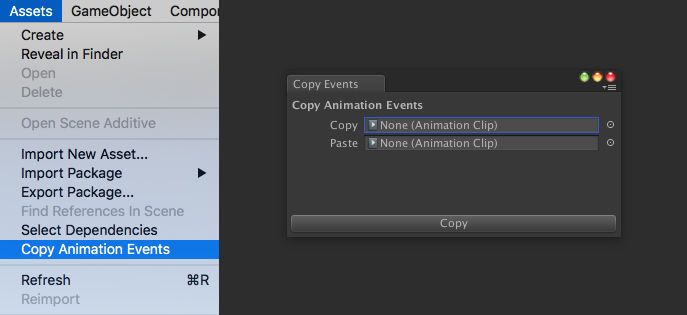 Assets GameObject Compor
Create
Reveal in Finder
Open
Delete
Open Scene Additive
Import New Asset...
Import Package
Export Package...
Find References In Scene
Select Dependencies
Copy Animation Events
Refresh ⌘R
Reimport
Copy Events
Copy Animation Events
Copy None (Animation Clip)
Paste None (Animation Clip)
Copy